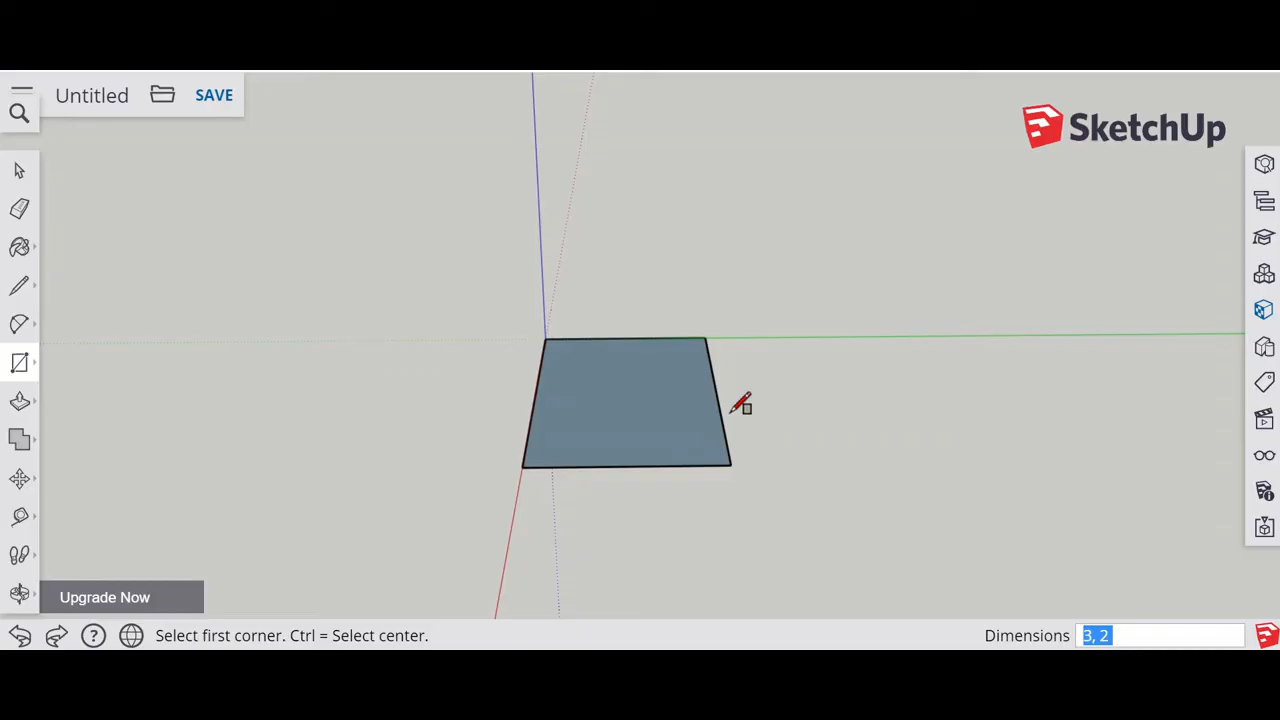 Untitled
SAVE
SketchUp
Upgrade Now
Select first corner. Ctrl = Select center.
Dimensions
3, 2